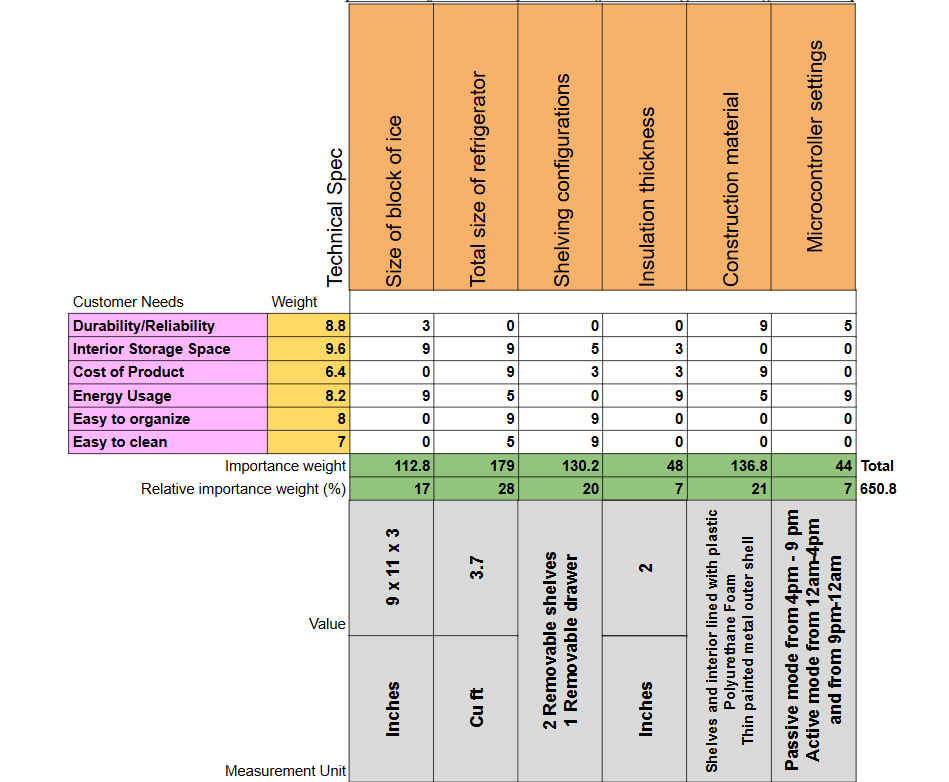 Technical Spec
Size of block of ice
Total size of refrigerator
Shelving configurations
Insulation thickness
Construction material
Microcontroller settings
Customer Needs Weight
Durability/Reliability 8.8 3 0 0 0 9 5
Interior Storage Space 9.6 9 9 5 3 0 0
Cost of Product 6.4 0 9 3 3 9 0
Energy Usage 8.2 9 5 0 9 5 9
Easy to organize 8 0 9 9 0 0 0
Easy to clean 7 0 5 9 0 0 0
Importance weight 112.8 179 130.2 48 136.8 44 Total
Relative importance weight (%) 17 28 20 7 21 7 650.8
Value
9 x 11 x 3
3.7
2 Removable shelves
1 Removable drawer
2
Shelves and interior lined with plastic
Polyurethane Foam
Thin painted metal outer shell
Passive mode from 4pm - 9 pm
Active mode from 12am-4pm
and from 9pm-12am
Measurement Unit
Inches
Cu ft
Inches